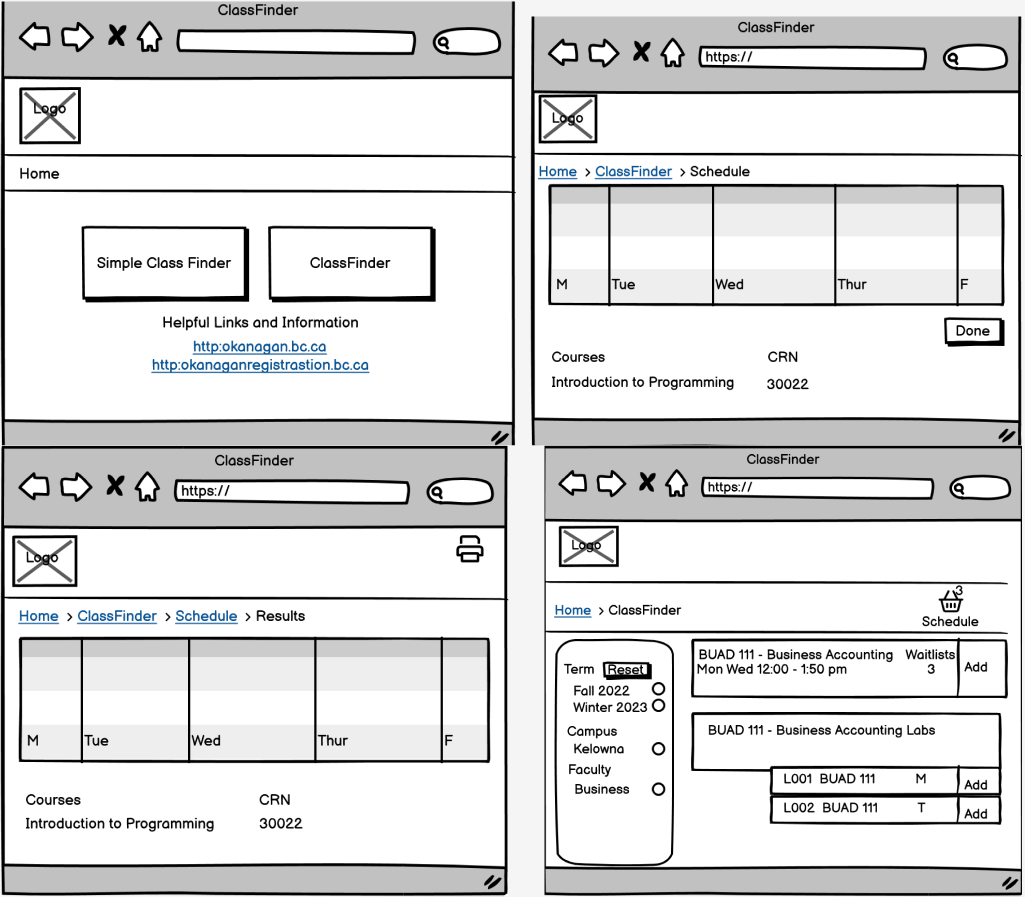 ClassFinder
Logo
Home
Simple Class Finder ClassFinder
Helpful Links and Information
http:okanagan.bc.ca
http:okanaganregistrastion.bc.ca
ClassFinder
https://
Logo
Home > ClassFinder > Schedule
M Tue Wed Thur F
Done
Courses CRN
Introduction to Programming 30022
ClassFinder
https://
Logo
Home > ClassFinder > Schedule > Results
M Tue Wed Thur F
Courses CRN
Introduction to Programming 30022
ClassFinder
https://
Logo
3
Home > ClassFinder
Schedule
Term Reset
Fall 2022
Winter 2023
Campus
Kelowna
Faculty
Business
BUAD 111 - Business Accounting Waitlists
Mon Wed 12:00 - 1:50 pm 3
Add
BUAD 111 - Business Accounting Labs
L001 BUAD 111 M Add
L002 BUAD 111 T Add